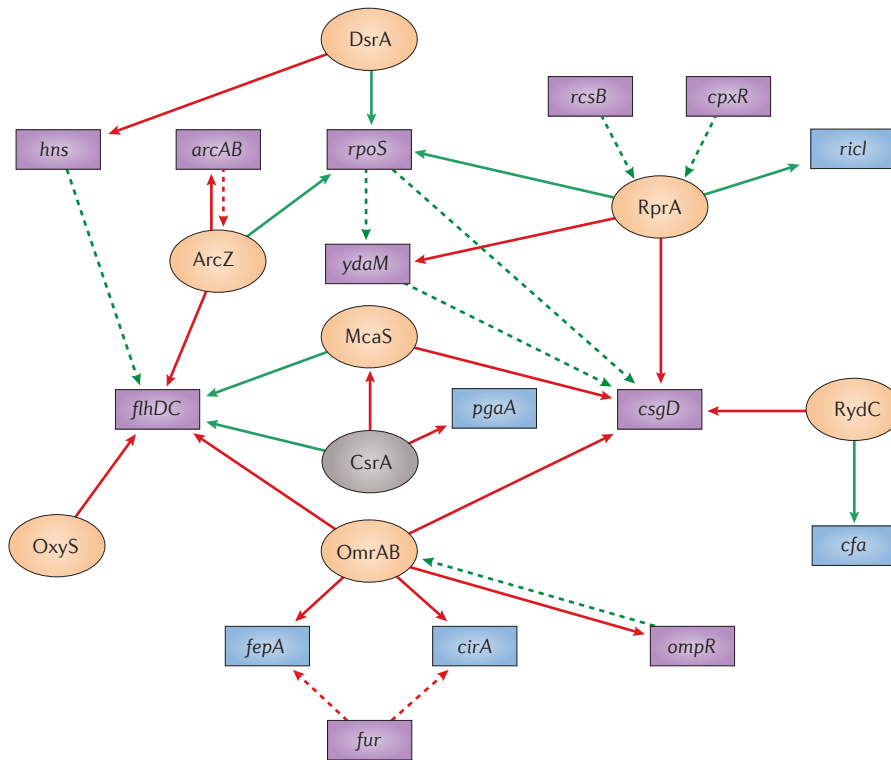 DsrA
rcsB
cpxR
hns
arcAB
rpoS
ricI
RprA
ArcZ
ydaM
McaS
flhDC
pgaA
csgD
RydC
CsrA
OxyS
OmrAB
cfa
fepA
cirA
ompR
fur